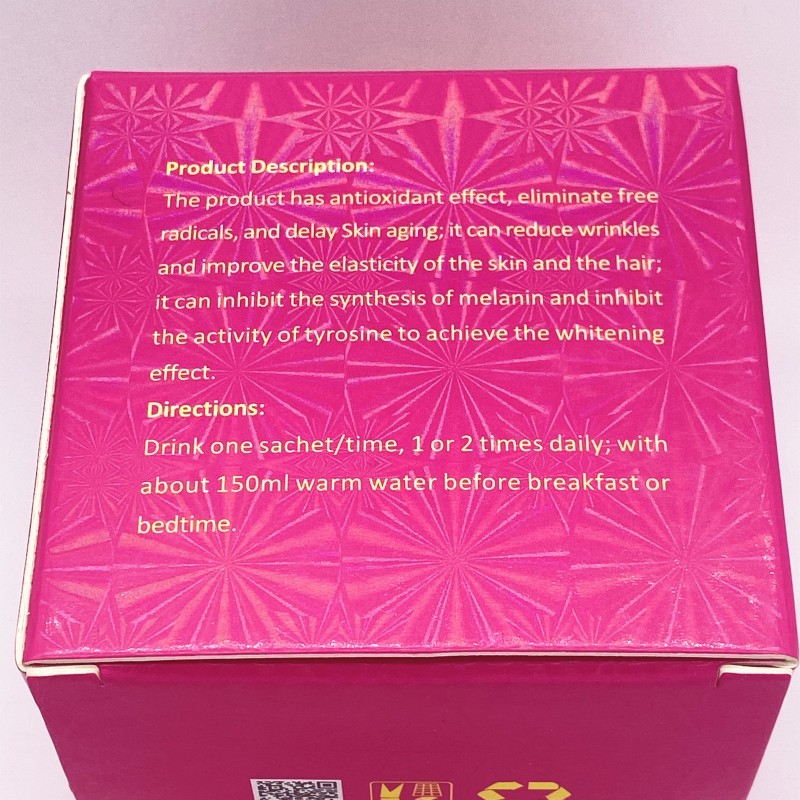 Product Description:
The product has antioxidant effect, eliminate free
radicals, and delay Skin aging; it can reduce wrinkles
and improve the elasticity of the skin and the hair;
it can inhibit the synthesis of melanin and inhibit
the activity of tyrosine to achieve the whitening
effect.
Directions:
Drink one sachet/time, 1 or 2 times daily; with
about 150ml warm water before breakfast or
bedtime.